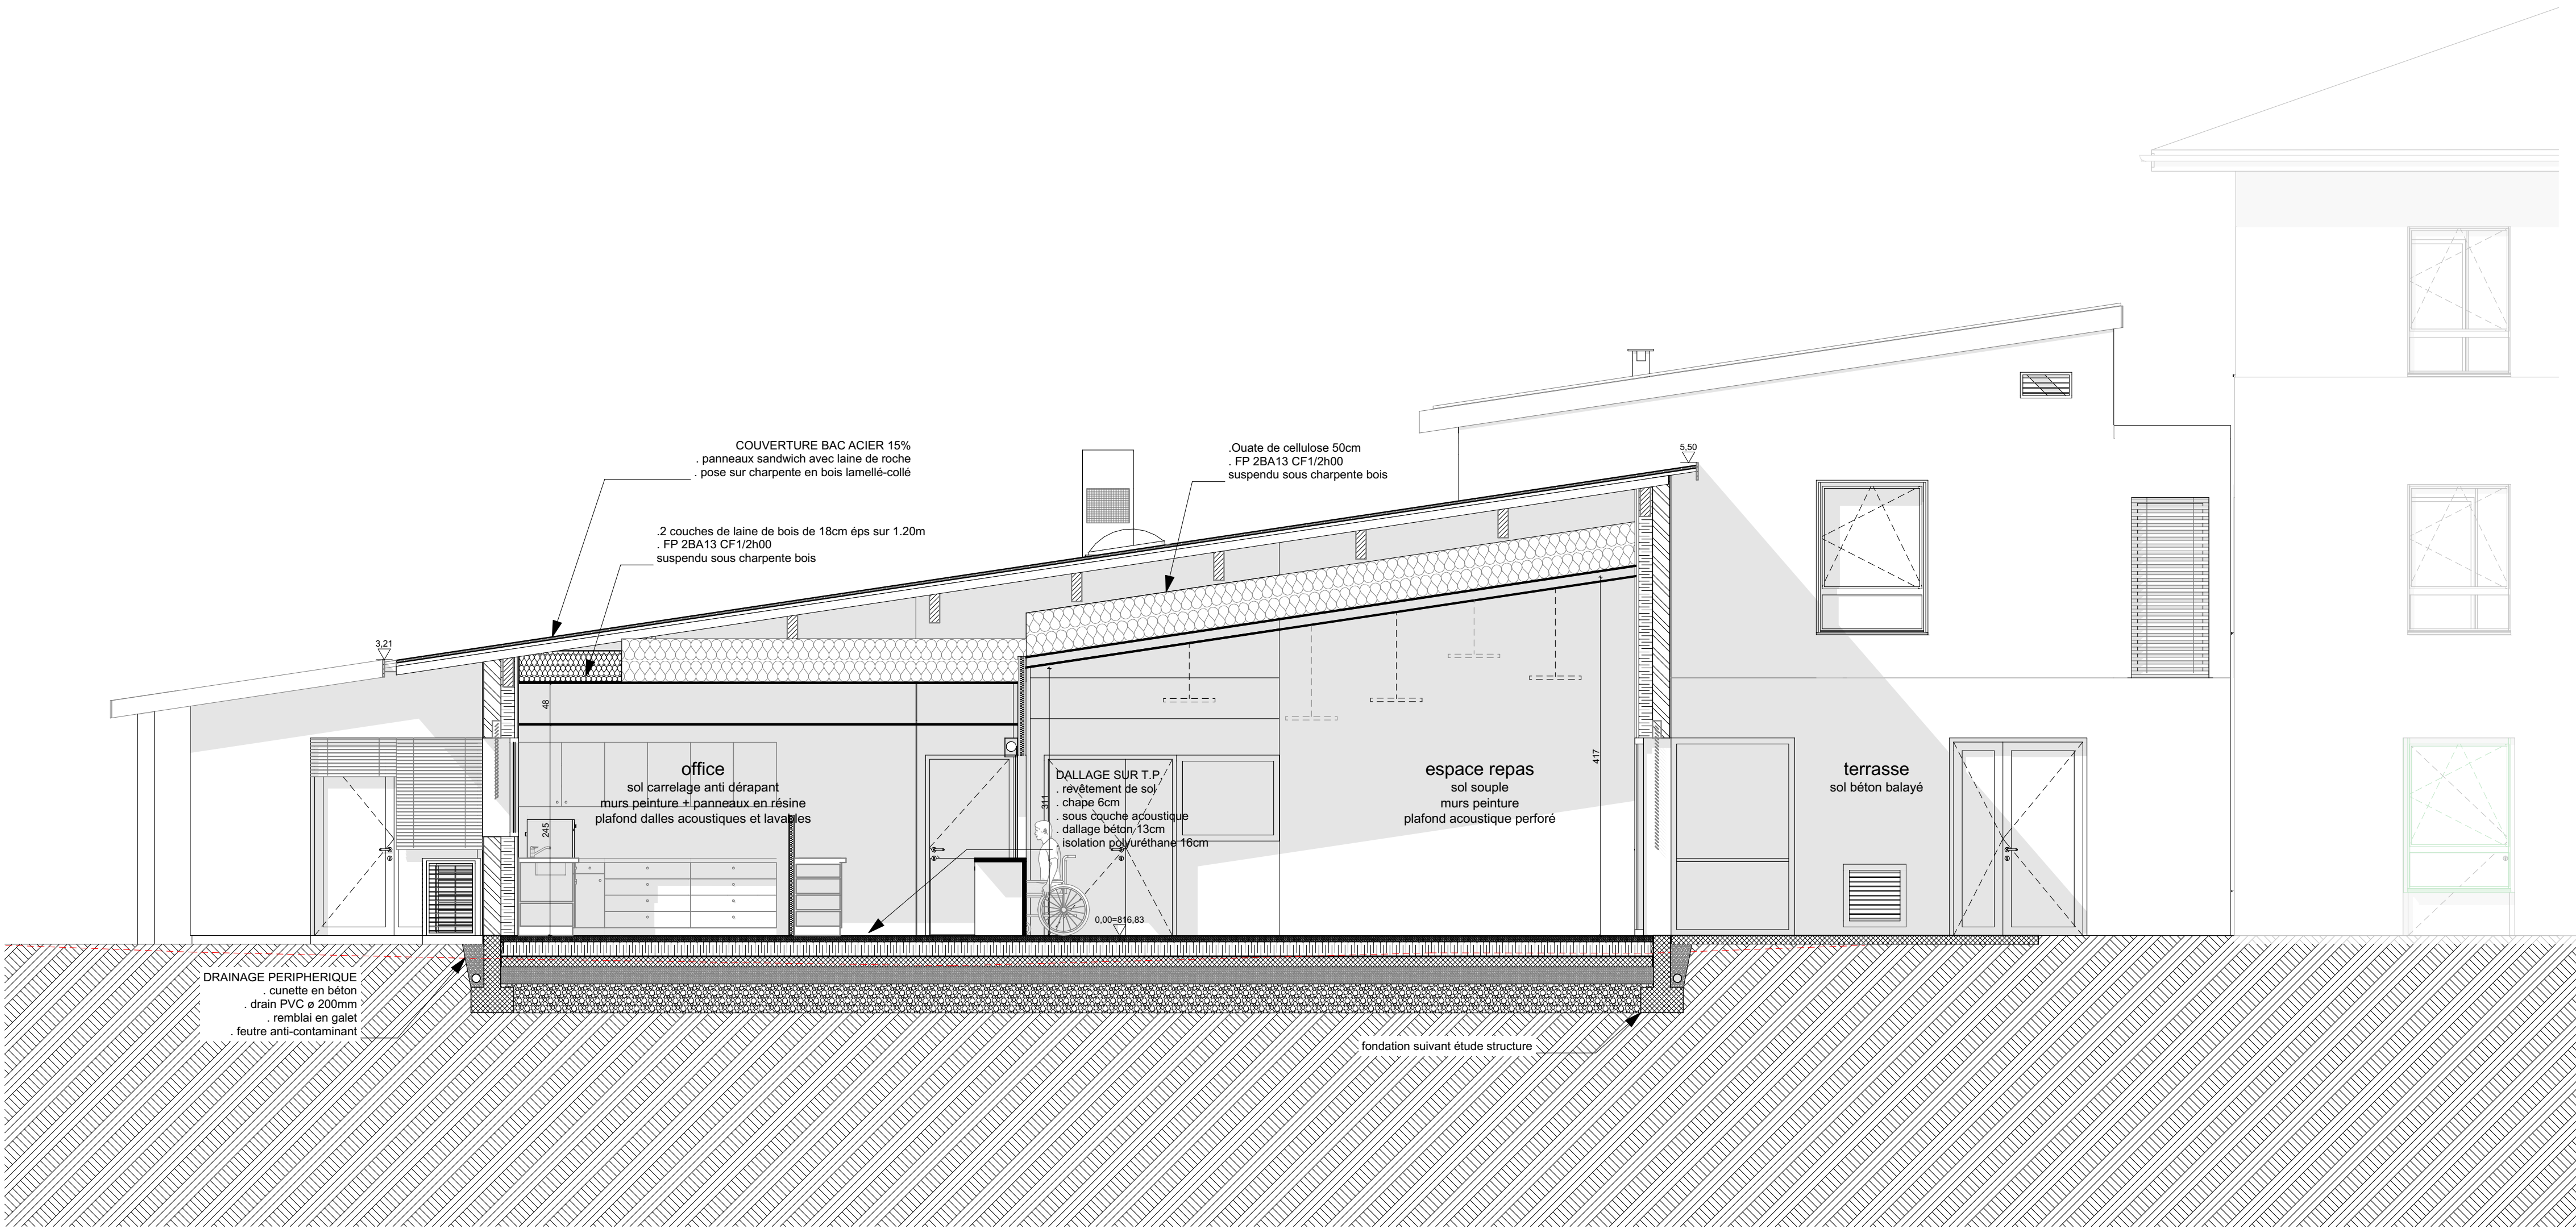 COUVERTURE BAC ACIER 15%
. panneaux sandwich avec laine de roche
. pose sur charpente en bois lamellé-collé
.Ouate de cellulose 50cm
. FP 2BA13 CF1/2h00
suspendu sous charpente bois
5,50
.2 couches de laine de bois de 18cm éps sur 1.20m
. FP 2BA13 CF1/2h00
suspendu sous charpente bois
3,21
48
245
office
sol carrelage anti dérapant
murs peinture + panneaux en résine
plafond dalles acoustiques et lavables
311
DALLAGE SUR T.P.
. revêtement de sol
. chape 6cm
. sous couche acoustique
. dallage béton 13cm
. isolation polyuréthane 16cm
0,00=816,83
espace repas
sol souple
murs peinture
plafond acoustique perforé
417
terrasse
sol béton balayé
DRAINAGE PERIPHERIQUE
. cunette en béton
. drain PVC ø 200mm
. remblai en galet
. feutre anti-contaminant
fondation suivant étude structure